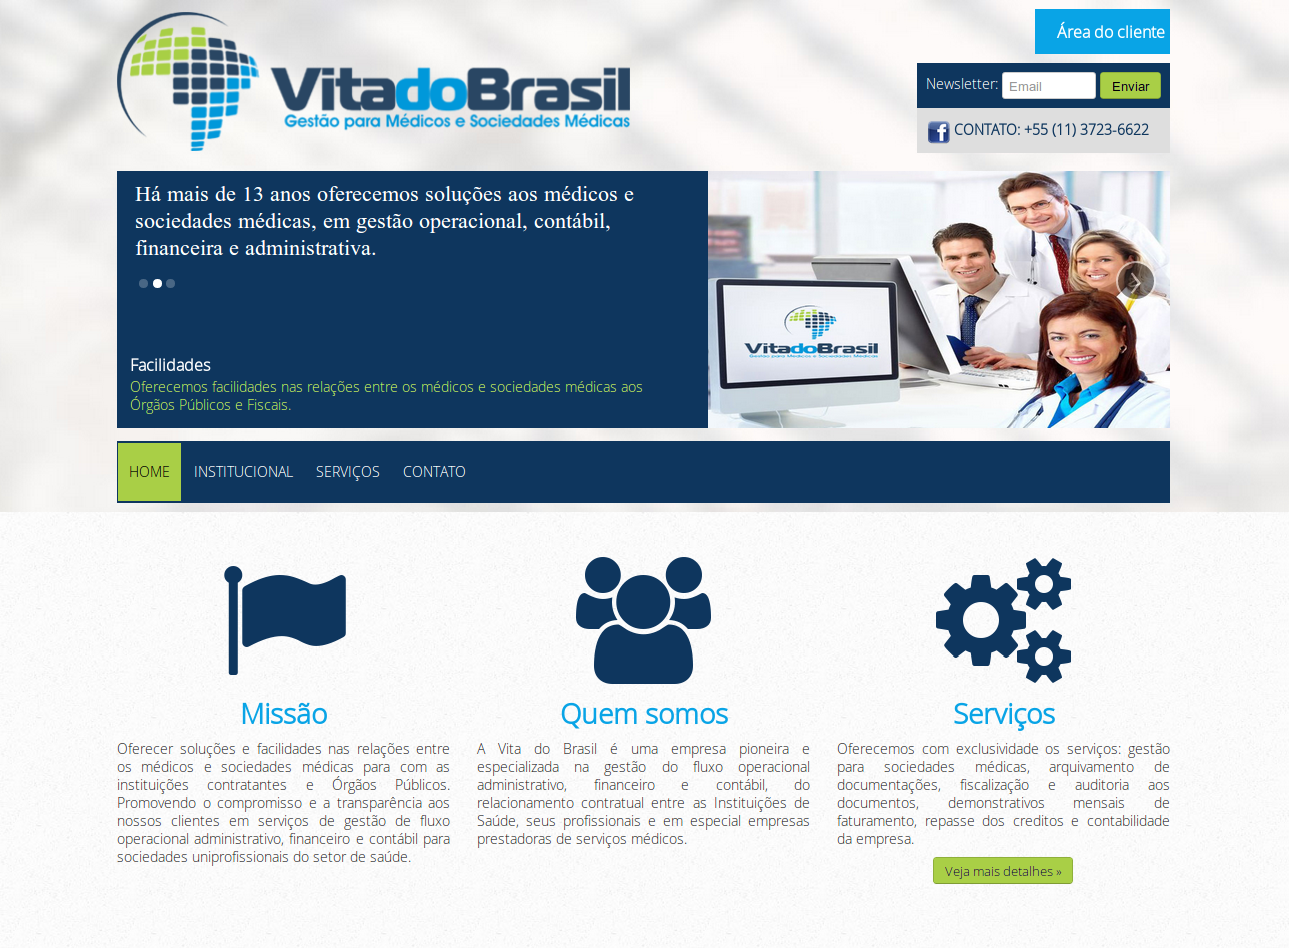 VitadoBrasil
Gestão para Médicos e Sociedades Médicas
Área do cliente
Newsletter: Email Enviar
CONTATO: +55 (11) 3723-6622
Há mais de 13 anos oferecemos soluções aos médicos e
sociedades médicas, em gestão operacional, contábil,
financeira e administrativa.
VitadoBrasil
Gestão para Médicos e Sociedades Médicas
Facilidades
Oferecemos facilidades nas relações entre os médicos e sociedades médicas aos
Órgãos Públicos e Fiscais.
HOME INSTITUCIONAL SERVIÇOS CONTATO
Missão
Oferecer soluções e facilidades nas relações entre
os médicos e sociedades médicas para com as
instituições contratantes e Órgãos Públicos.
Promovendo o compromisso e a transparência aos
nossos clientes em serviços de gestão de fluxo
operacional administrativo, financeiro e contábil para
sociedades uniprofissionais do setor de saúde.
Quem somos
A Vita do Brasil é uma empresa pioneira e
especializada na gestão do fluxo operacional
administrativo, financeiro e contábil, do
relacionamento contratual entre as Instituições de
Saúde, seus profissionais e em especial empresas
prestadoras de serviços médicos.
Serviços
Oferecemos com exclusividade os serviços: gestão
para sociedades médicas, arquivamento de
documentações, fiscalização e auditoria aos
documentos, demonstrativos mensais de
faturamento, repasse dos creditos e contabilidade
da empresa.
Veja mais detalhes »